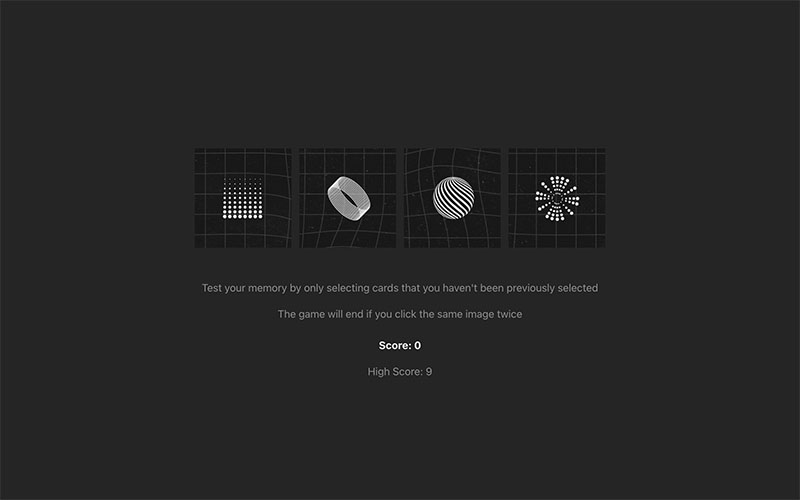 Test your memory by only selecting cards that you haven't been previously selected
The game will end if you click the same image twice
Score: 0
High Score: 9